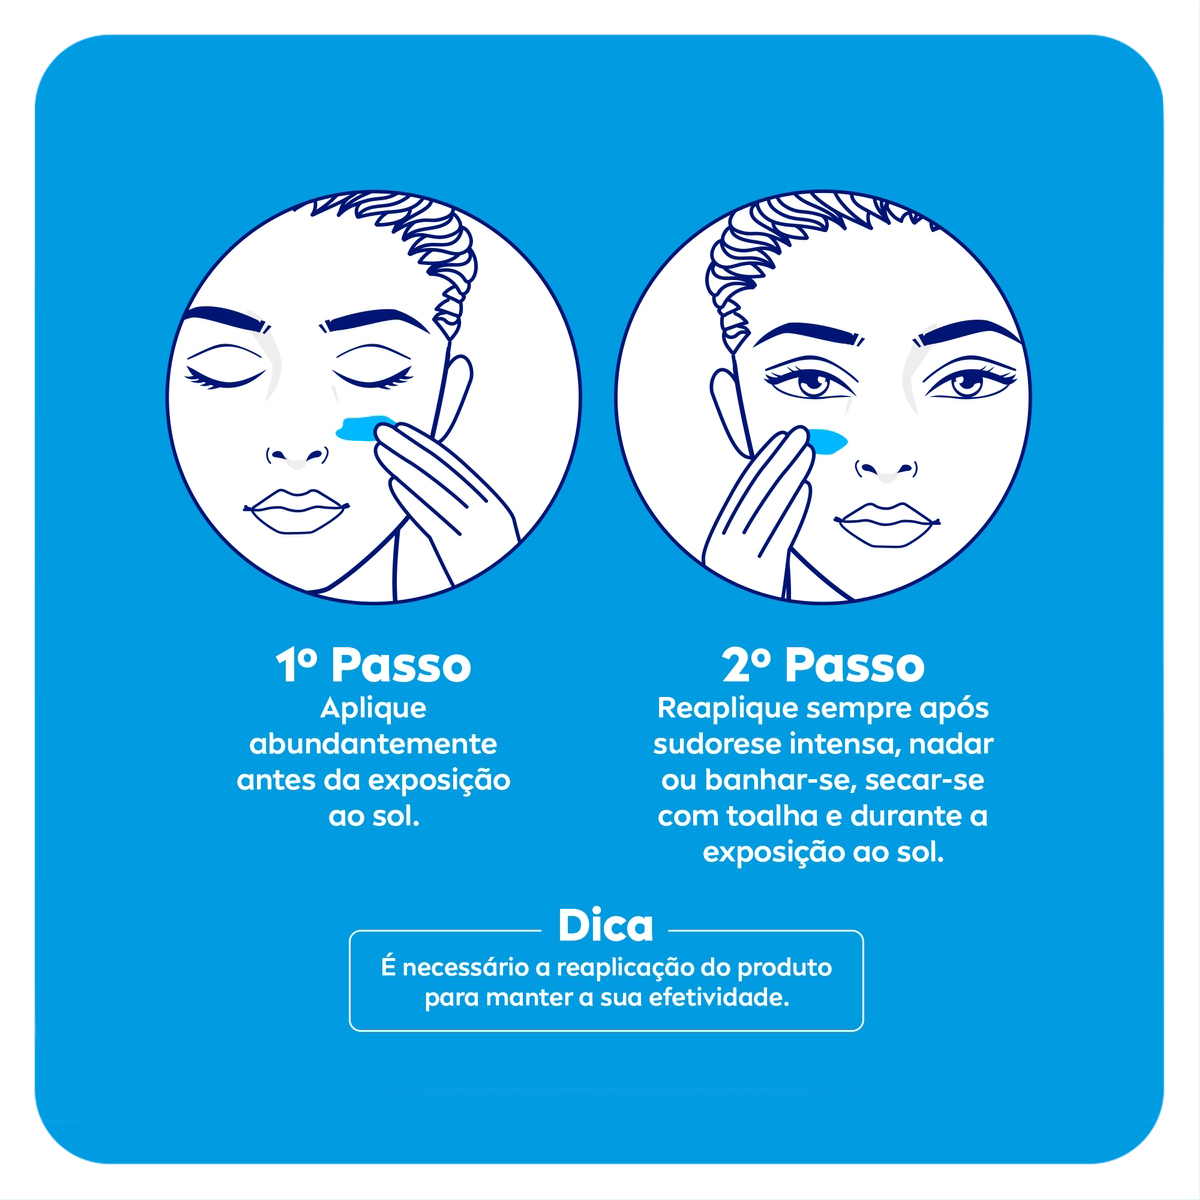 1º Passo
Aplique
abundantemente
antes da exposição
ao sol.
2º Passo
Reaplique sempre após
sudorese intensa, nadar
ou banhar-se, secar-se
com toalha e durante a
exposição ao sol.
Dica
É necessário a reaplicação do produto
para manter a sua efetividade.